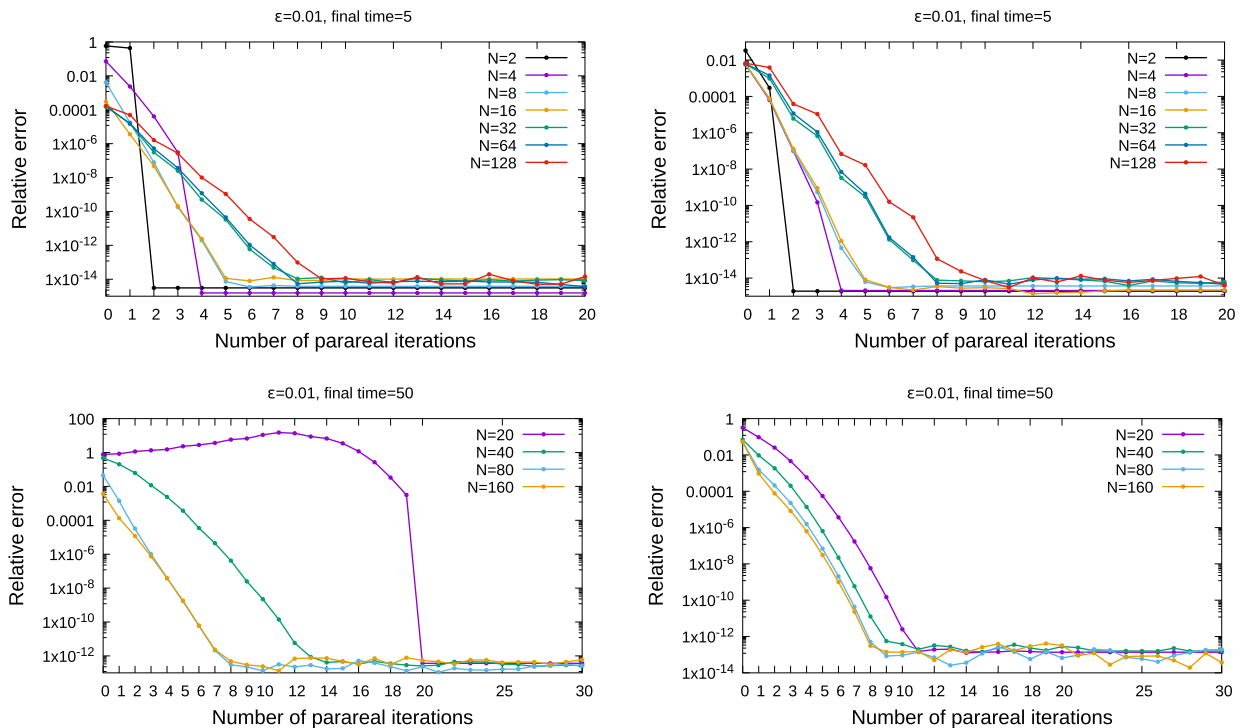 ε=0.01, final time=5
1
0.01
0.0001
1x10-6
1x10-8
1x10-10
1x10-12
1x10-14
0 1 2 3 4 5 6 7 8 9 10 12 14 16 18 20
Relative error
Number of parareal iterations
N=2
N=4
N=8
N=16
N=32
N=64
N=128
ε=0.01, final time=5
0.01
0.0001
1x10-6
1x10-8
1x10-10
1x10-12
1x10-14
0 1 2 3 4 5 6 7 8 9 10 12 14 16 18 20
Relative error
Number of parareal iterations
N=2
N=4
N=8
N=16
N=32
N=64
N=128
ε=0.01, final time=50
100
1
0.01
0.0001
1x10-6
1x10-8
1x10-10
1x10-12
0 1 2 3 4 5 6 7 8 9 10 12 14 16 18 20 25 30
Relative error
Number of parareal iterations
N=20
N=40
N=80
N=160
ε=0.01, final time=50
1
0.01
0.0001
1x10-6
1x10-8
1x10-10
1x10-12
1x10-14
0 1 2 3 4 5 6 7 8 9 10 12 14 16 18 20 25 30
Relative error
Number of parareal iterations
N=20
N=40
N=80
N=160